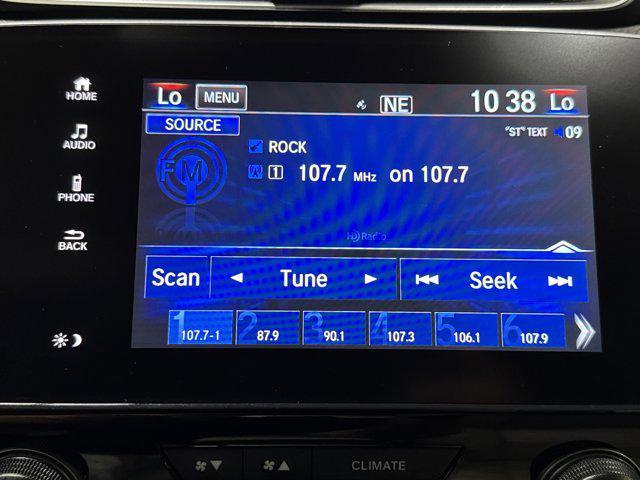 HOME
AUDIO
PHONE
BACK
Lo MENU NE 10 38 Lo
SOURCE
"ST" TEXT 09
FM
ROCK
1 107.7 MHz on 107.7
HD Radio
Scan Tune Seek
1 2 3 4 5 6
107.7-1 87.9 90.1 107.3 106.1 107.9
CLIMATE